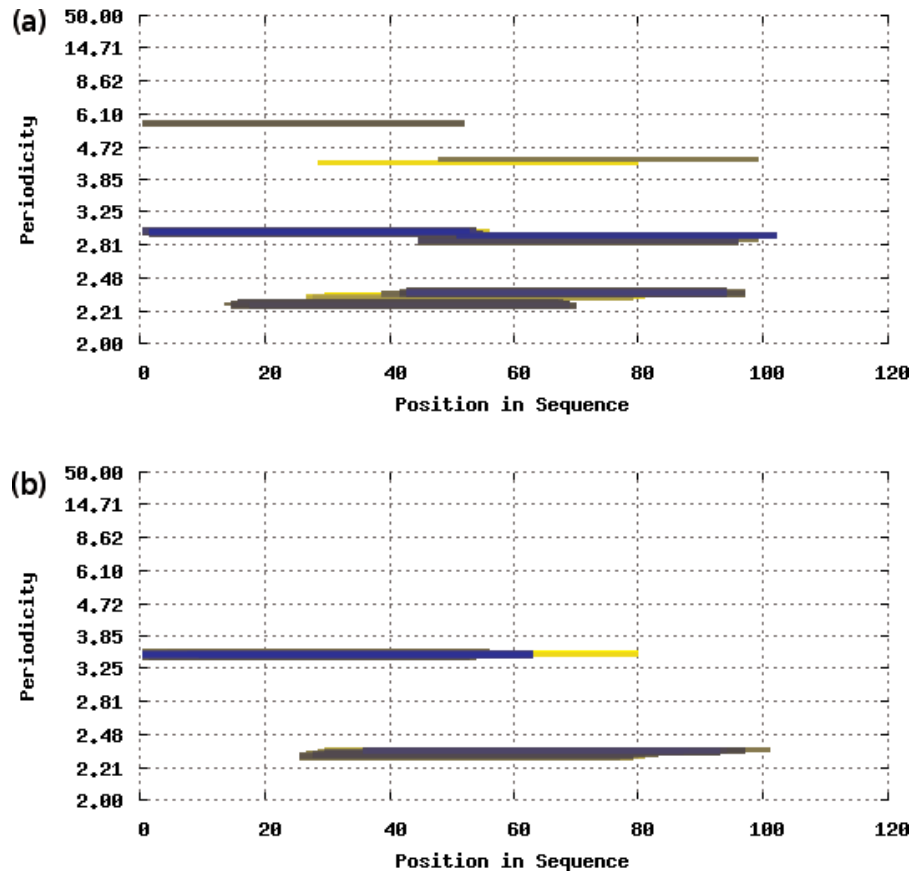 (a)
50.00
14.71
8.62
6.10
4.72
3.85
3.25
2.81
2.48
2.21
2.00
Periodicity
0 20 40 60 80 100 120
Position in Sequence
(b)
50.00
14.71
8.62
6.10
4.72
3.85
3.25
2.81
2.48
2.21
2.00
Periodicity
0 20 40 60 80 100 120
Position in Sequence